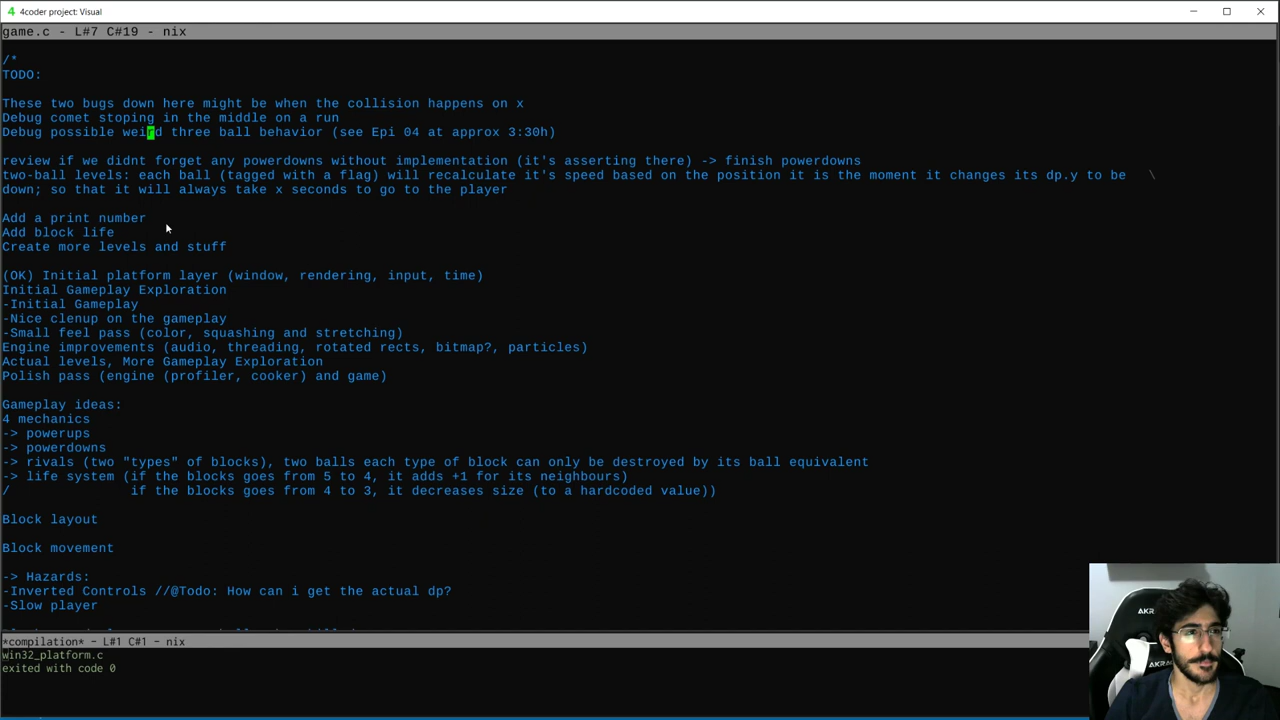 4 4coder project: Visual
game.c - L#7 C#19 - nix
/*
TODO:
These two bugs down here might be when the collision happens on x
Debug comet stoping in the middle on a run
Debug possible weird three ball behavior (see Epi 04 at approx 3:30h)
review if we didnt forget any powerdowns without implementation (it's asserting there) -> finish powerdowns
two-ball levels: each ball (tagged with a flag) will recalculate it's speed based on the position it is the moment it changes its dp.y to be \
down; so that it will always take x seconds to go to the player
Add a print number
Add block life
Create more levels and stuff
(OK) Initial platform layer (window, rendering, input, time)
Initial Gameplay Exploration
-Initial Gameplay
-Nice clenup on the gameplay
-Small feel pass (color, squashing and stretching)
Engine improvements (audio, threading, rotated rects, bitmap?, particles)
Actual levels, More Gameplay Exploration
Polish pass (engine (profiler, cooker) and game)
Gameplay ideas:
4 mechanics
-> powerups
-> powerdowns
-> rivals (two "types" of blocks), two balls each type of block can only be destroyed by its ball equivalent
-> life system (if the blocks goes from 5 to 4, it adds +1 for its neighbours)
/ if the blocks goes from 4 to 3, it decreases size (to a hardcoded value))
Block layout
Block movement
-> Hazards:
-Inverted Controls //@Todo: How can i get the actual dp?
-Slow player
*compilation* - L#1 C#1 - nix
win32_platform.c
exited with code 0